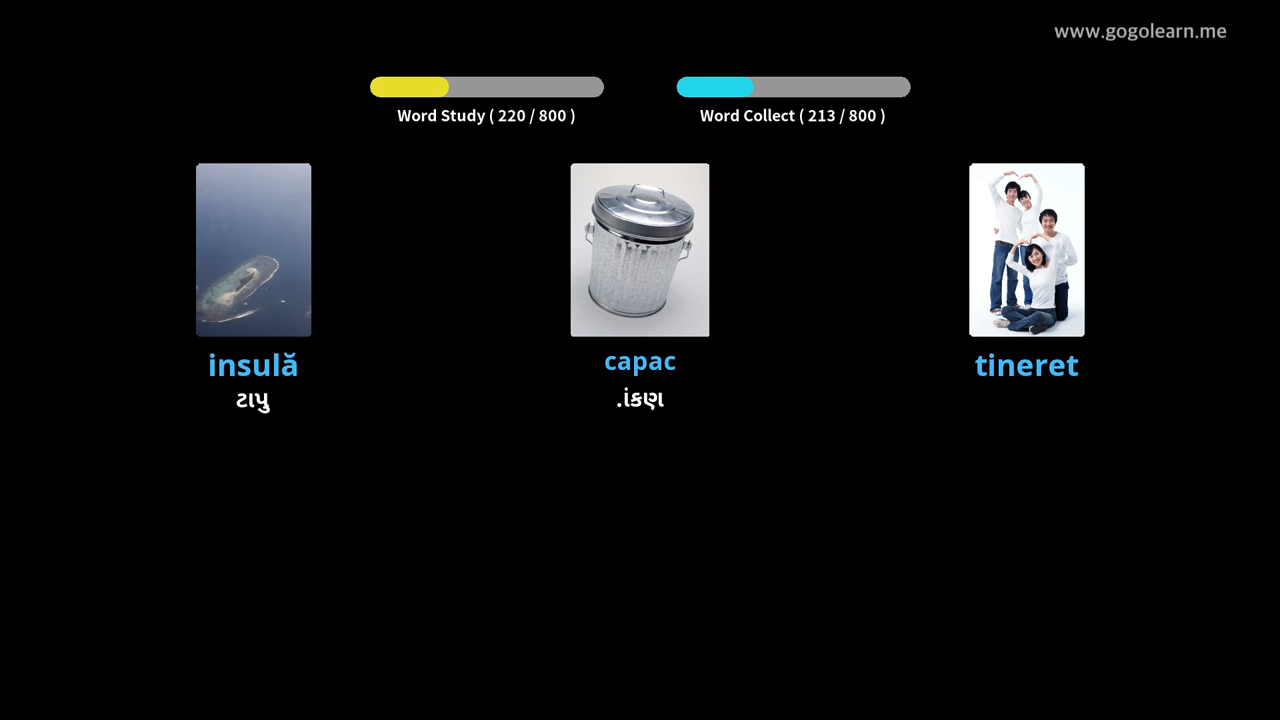 www.gogolearn.me
Word Study ( 220 / 800 )
Word Collect ( 213 / 800 )
insulă
capac
tineret
ટાપુ
.ંકણ